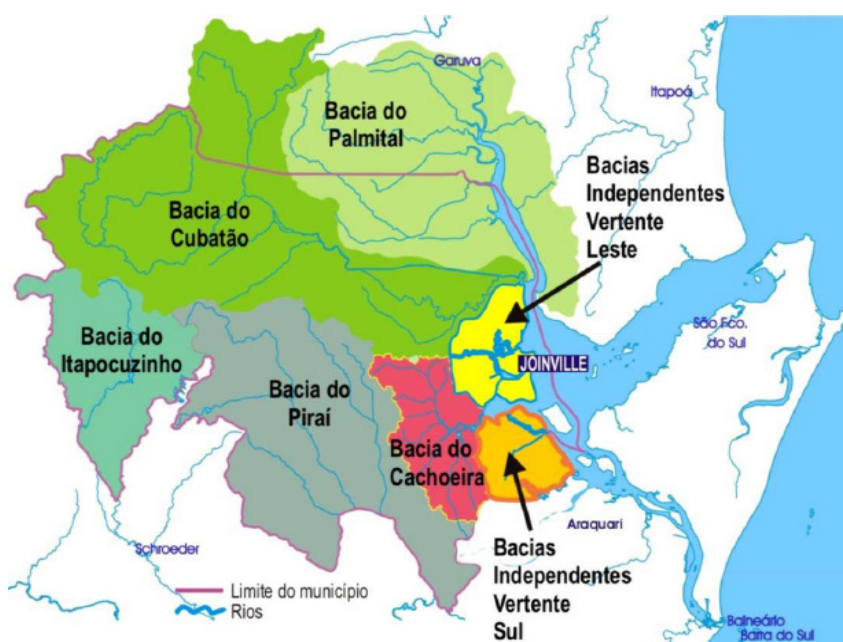 Garuva
Itapoá
Bacia do
Palmital
Bacias
Independentes
Vertente
Leste
Bacia do
Cubatão
São Fco.
do Sul
Bacia do
Itapocuzinho
JOINVILLE
Bacia do
Piraí
Bacia do
Cachoeira
Araquari
Schroeder
Bacias
Independentes
Vertente
Sul
Limite do município
Rios
Balneário
Barra do Sul